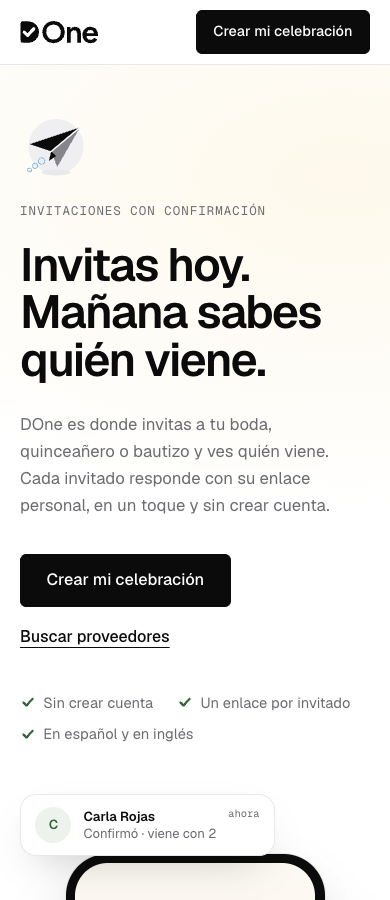 DOne
Crear mi celebración
INVITACIONES CON CONFIRMACIÓN
Invitas hoy.
Mañana sabes
quién viene.
DOne es donde invitas a tu boda,
quinceañero o bautizo y ves quién viene.
Cada invitado responde con su enlace
personal, en un toque y sin crear cuenta.
Crear mi celebración
Buscar proveedores
Sin crear cuenta
Un enlace por invitado
En español y en inglés
C
Carla Rojas
ahora
Confirmó · viene con 2